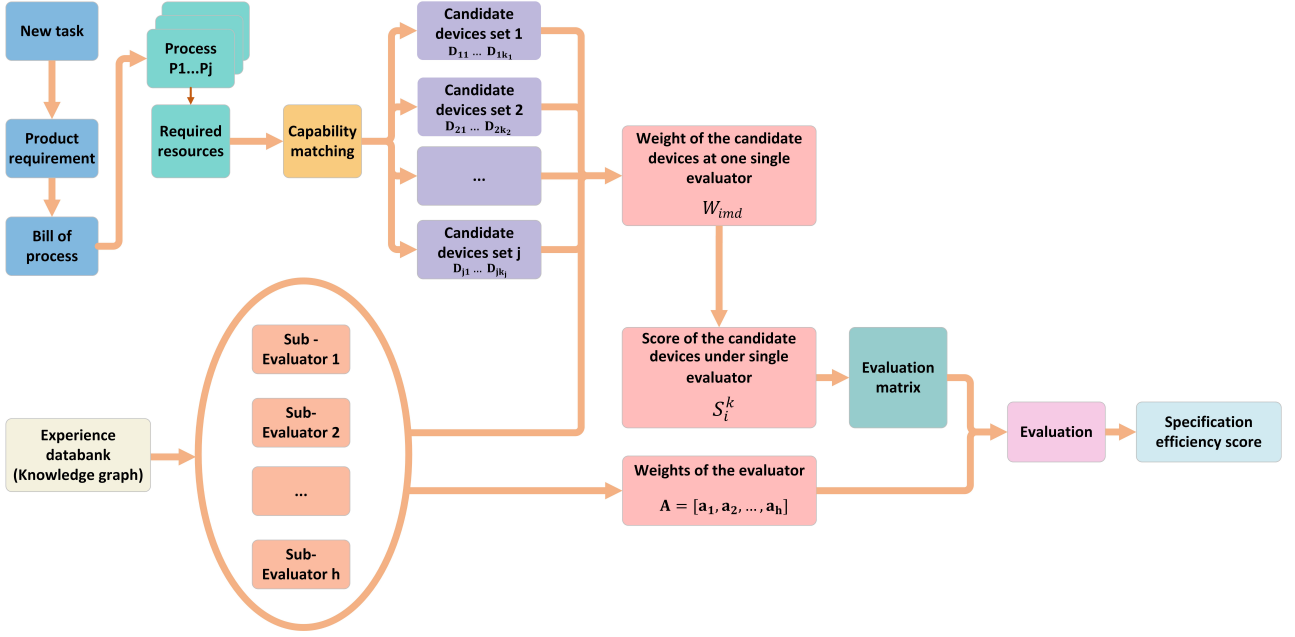 New task
Product
requirement
Bill of
process
Process
P1...Pj
Required
resources
Capability
matching
Candidate
devices set 1
D₁₁ ... D₁ₖ₁
Candidate
devices set 2
D₂₁ ... D₂ₖ₂
...
Candidate
devices set j
Dⱼ₁ ... Dⱼₖⱼ
Weight of the candidate
devices at one single
evaluator
W_{imd}
Score of the candidate
devices under single
evaluator
S_i^k
Evaluation
matrix
Experience
databank
(Knowledge graph)
Sub -
Evaluator 1
Sub-
Evaluator 2
...
Sub-
Evaluator h
Weights of the evaluator
A = [a₁, a₂, ... , aₕ]
Evaluation
Specification
efficiency score